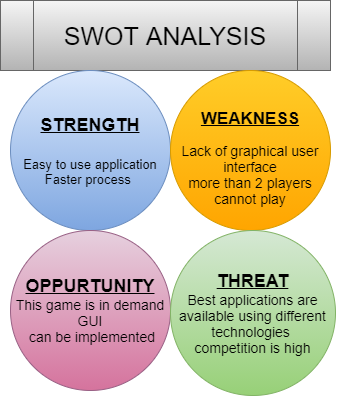 SWOT ANALYSIS
STRENGTH
Easy to use application
Faster process
WEAKNESS
Lack of graphical user
interface
more than 2 players
cannot play
OPPURTUNITY
This game is in demand
GUI
can be implemented
THREAT
Best applications are
available using different
technologies
competition is high